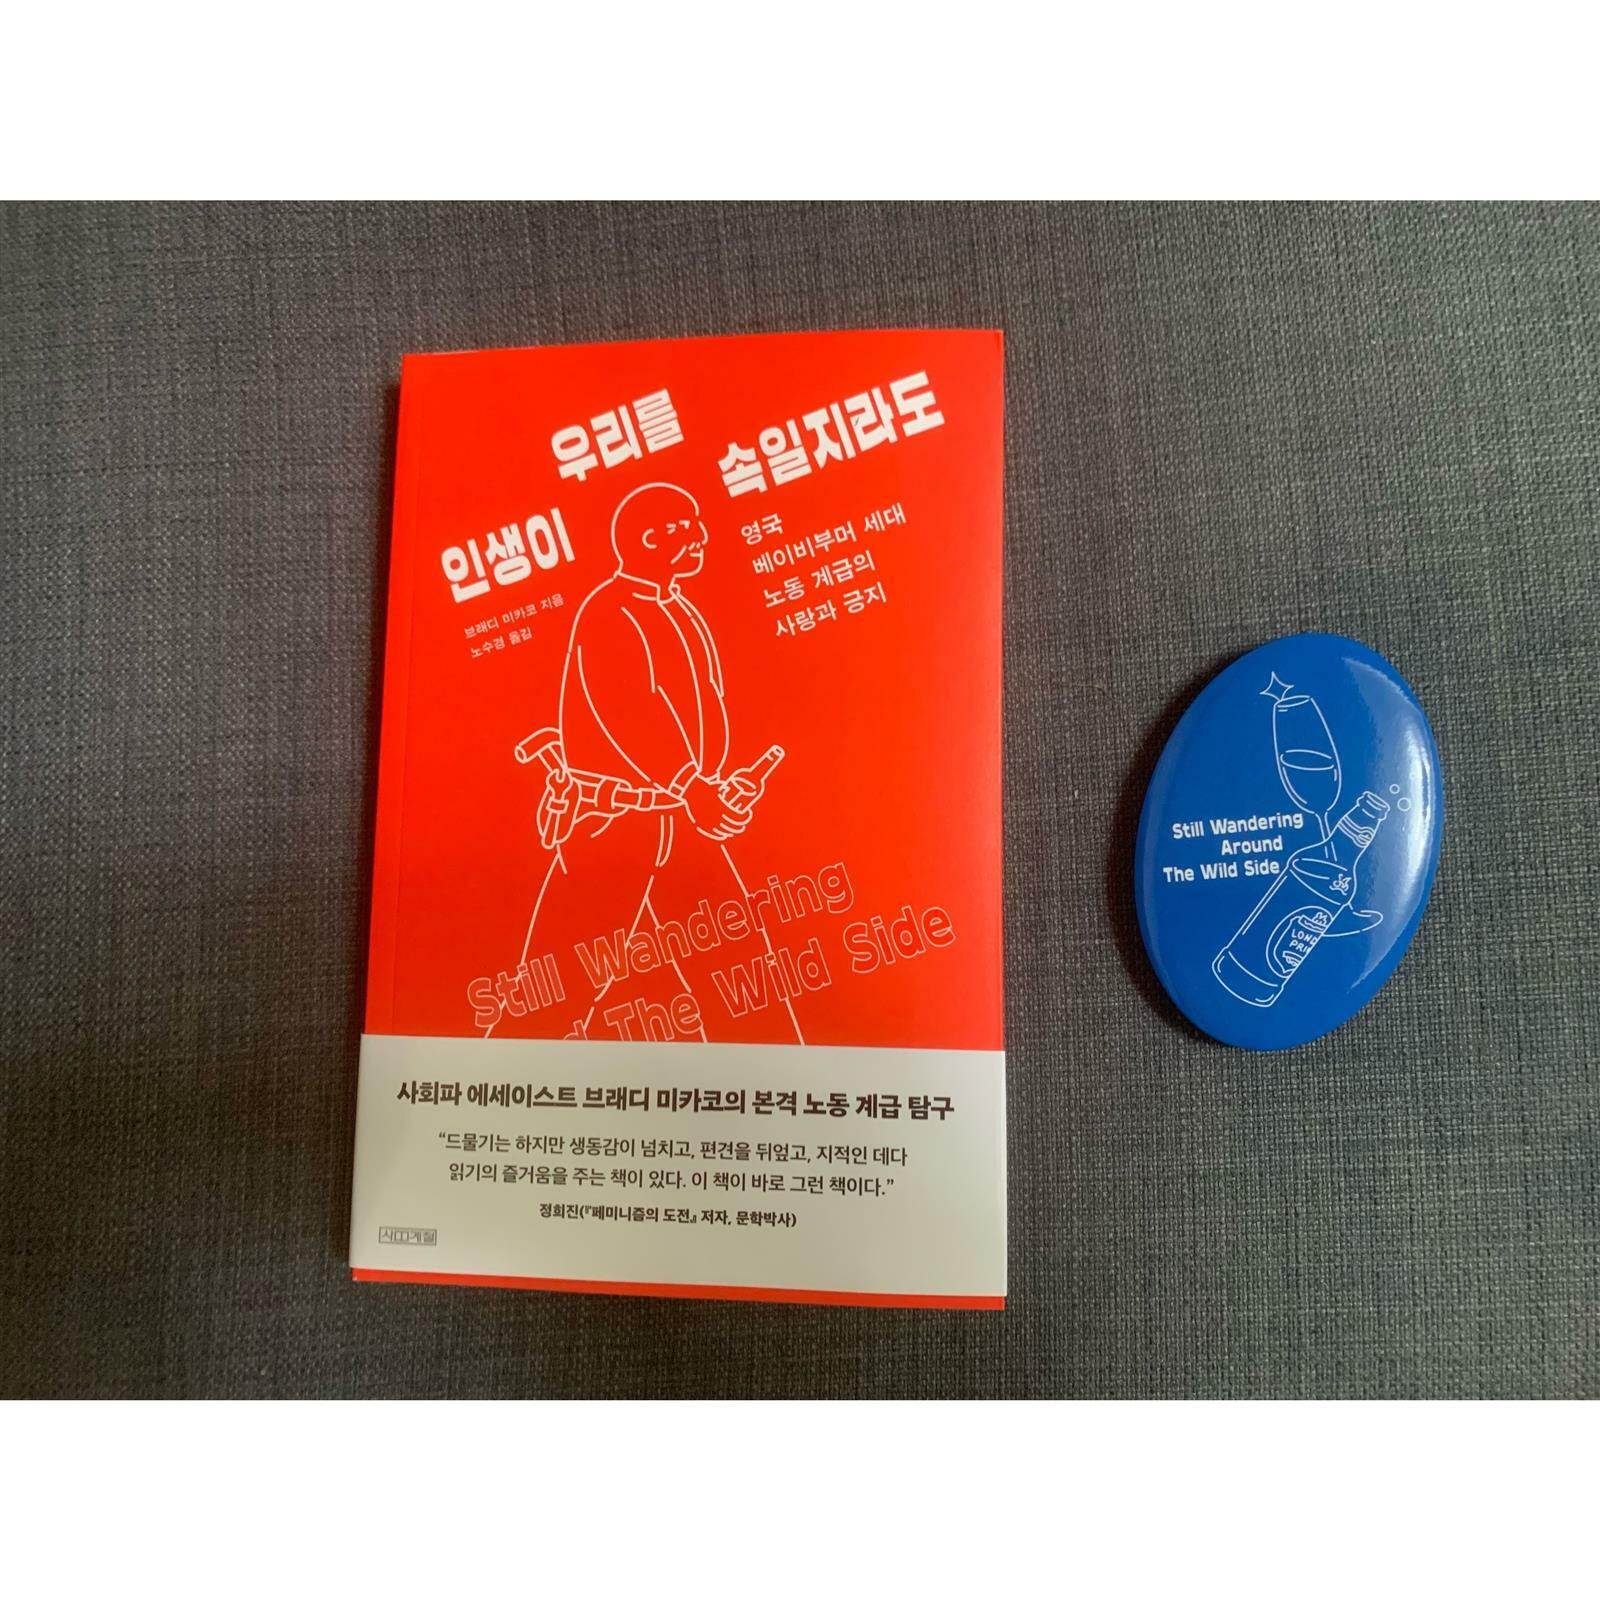 인생이
우리를
속일지라도
브래디 미카코 지음
노수경 옮김
영국
베이비부머 세대
노동 계급의
사랑과 긍지
Still Wandering
d The Wild Side
사회파 에세이스트 브래디 미카코의 본격 노동 계급 탐구
“드물기는 하지만 생동감이 넘치고, 편견을 뒤엎고, 지적인 데다
읽기의 즐거움을 주는 책이 있다. 이 책이 바로 그런 책이다.”
정희진(『페미니즘의 도전』 저자, 문학박사)
사계절
Still Wandering
Around
The Wild Side
LOND
PRI